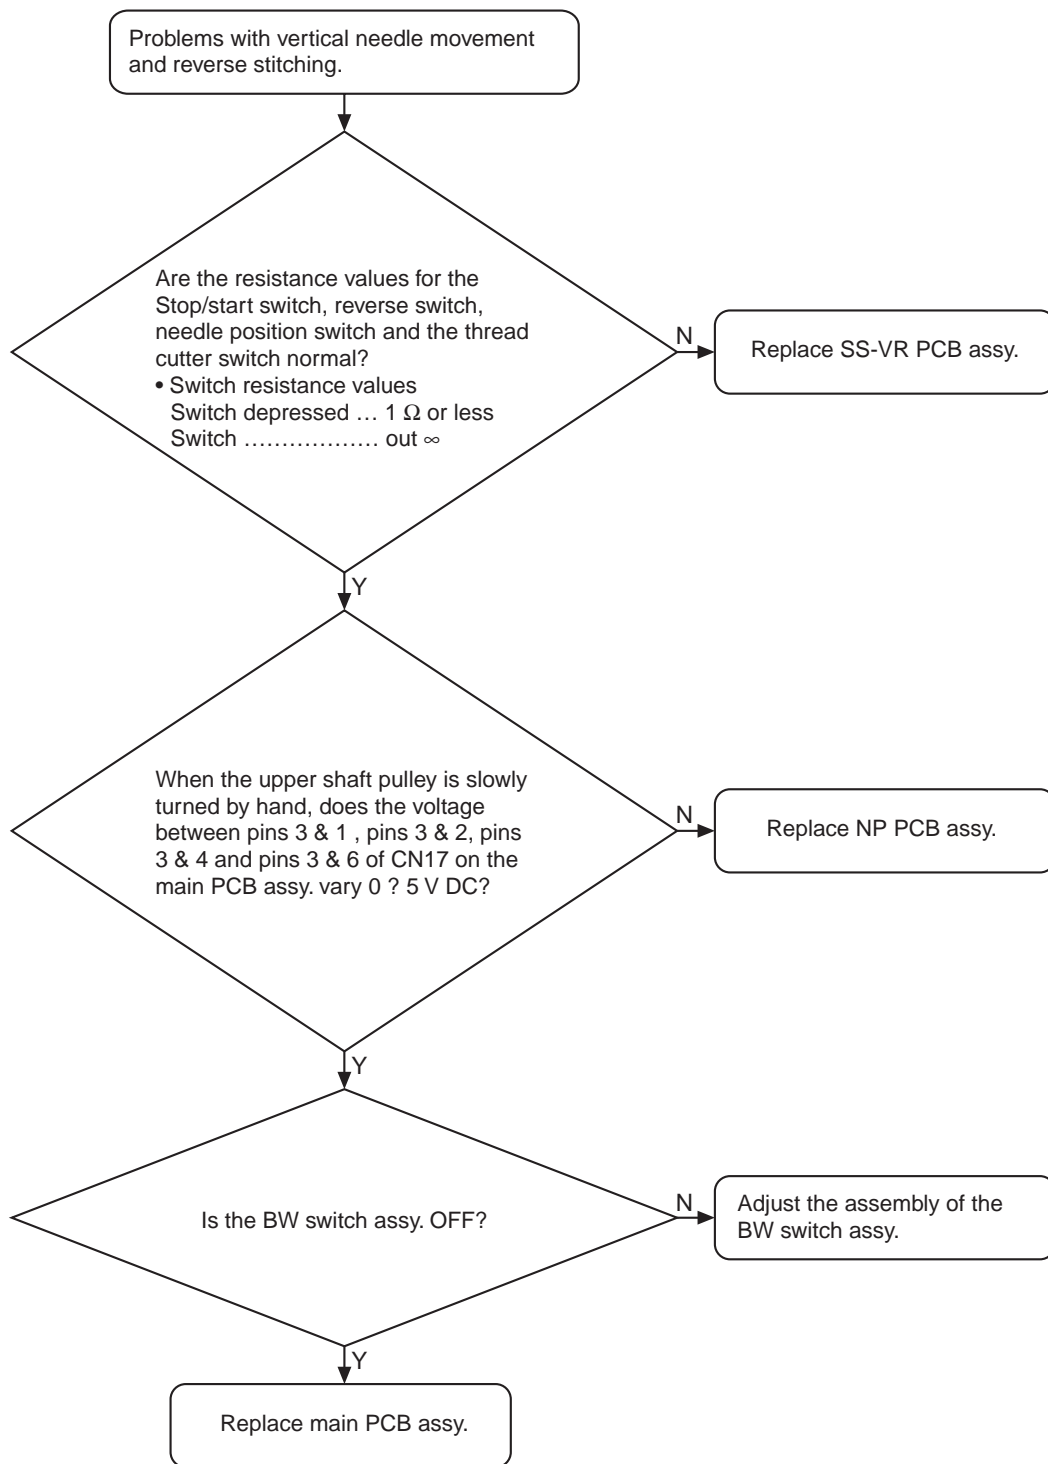 Problems with vertical needle movement
and reverse stitching.
Are the resistance values for the
Stop/start switch, reverse switch,
needle position switch and the thread
cutter switch normal?
• Switch resistance values
Switch depressed … 1 Ω or less
Switch ……………… out ∞
N
Replace SS-VR PCB assy.
Y
When the upper shaft pulley is slowly
turned by hand, does the voltage
between pins 3 & 1 , pins 3 & 2, pins
3 & 4 and pins 3 & 6 of CN17 on the
main PCB assy. vary 0 ? 5 V DC?
N
Replace NP PCB assy.
Y
Is the BW switch assy. OFF?
N
Adjust the assembly of the
BW switch assy.
Y
Replace main PCB assy.